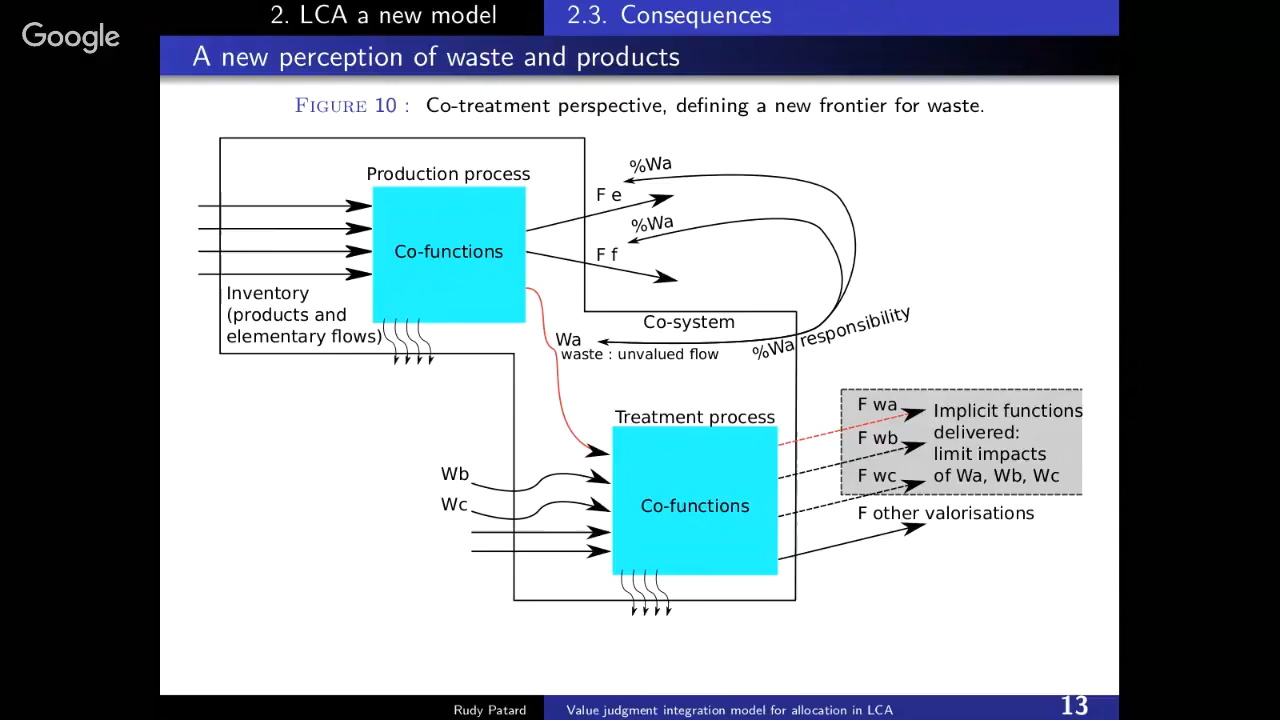 Google
2. LCA a new model
2.3. Consequences
A new perception of waste and products
FIGURE 10 : Co-treatment perspective, defining a new frontier for waste.
Production process
%Wa
F e
%Wa
Co-functions
F f
Inventory
(products and
elementary flows)
Co-system
%Wa responsibility
Wa
waste : unvalued flow
Treatment process
F wa
Implicit functions
delivered:
limit impacts
of Wa, Wb, Wc
F wb
F wc
Wb
Wc
Co-functions
F other valorisations
Rudy Patard
Value judgment integration model for allocation in LCA
13